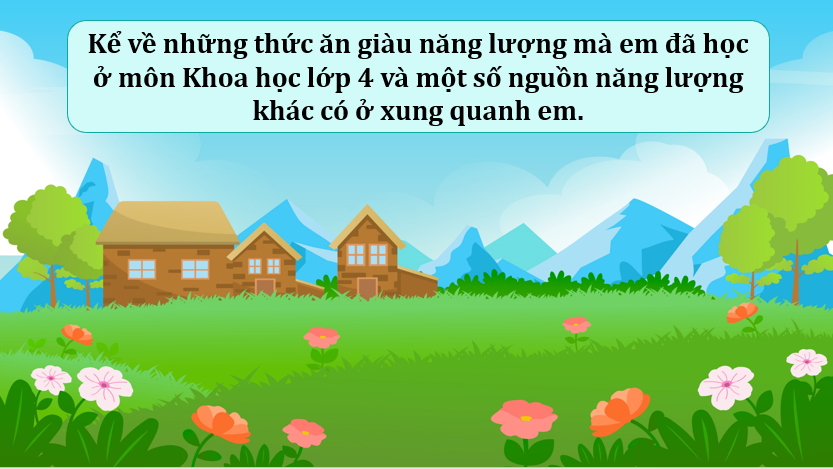 Kể về những thức ăn giàu năng lượng mà em đã học
ở môn Khoa học lớp 4 và một số nguồn năng lượng
khác có ở xung quanh em.